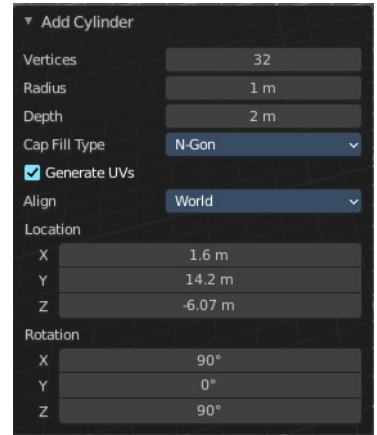 Add Cylinder
Vertices 32
Radius 1 m
Depth 2 m
Cap Fill Type N-Gon
Generate UVs
Align World
Location
X 1.6 m
Y 14.2 m
Z -6.07 m
Rotation
X 90°
Y 0°
Z 90°